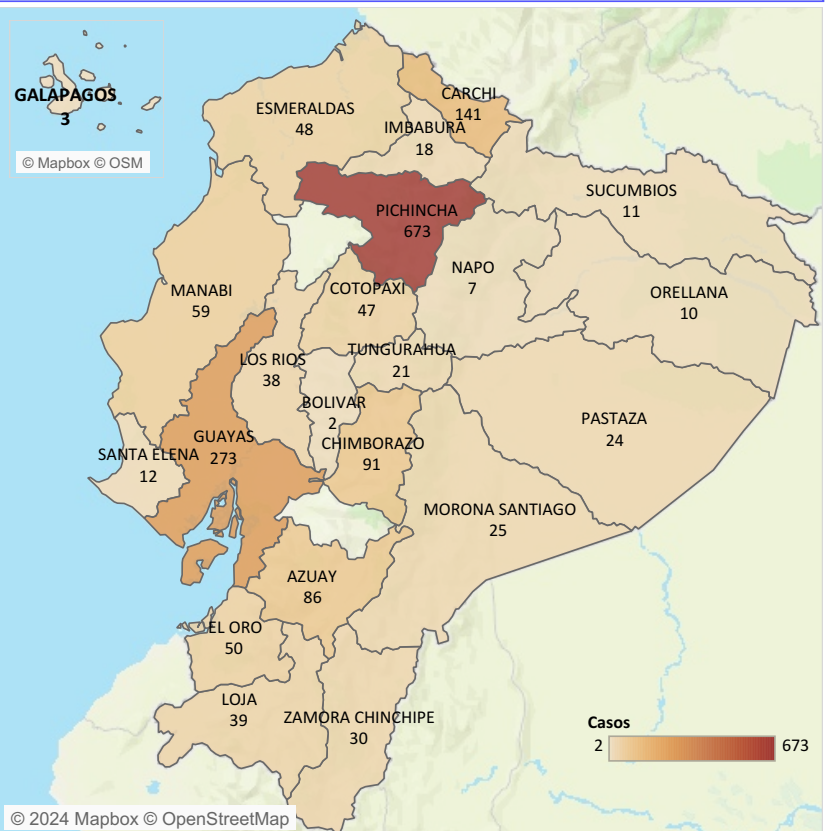 GALAPAGOS
3
© Mapbox © OSM
ESMERALDAS
48
CARCHI
141
IMBABURA
18
PICHINCHA
673
SUCUMBIOS
11
NAPO
7
ORELLANA
10
MANABI
59
COTOPAXI
47
LOS RIOS
38
TUNGURAHUA
21
BOLIVAR
2
PASTAZA
24
SANTA ELENA
12
GUAYAS
273
CHIMBORAZO
91
MORONA SANTIAGO
25
AZUAY
86
EL ORO
50
LOJA
39
ZAMORA CHINCHIPE
30
Casos
2 673
© 2024 Mapbox © OpenStreetMap